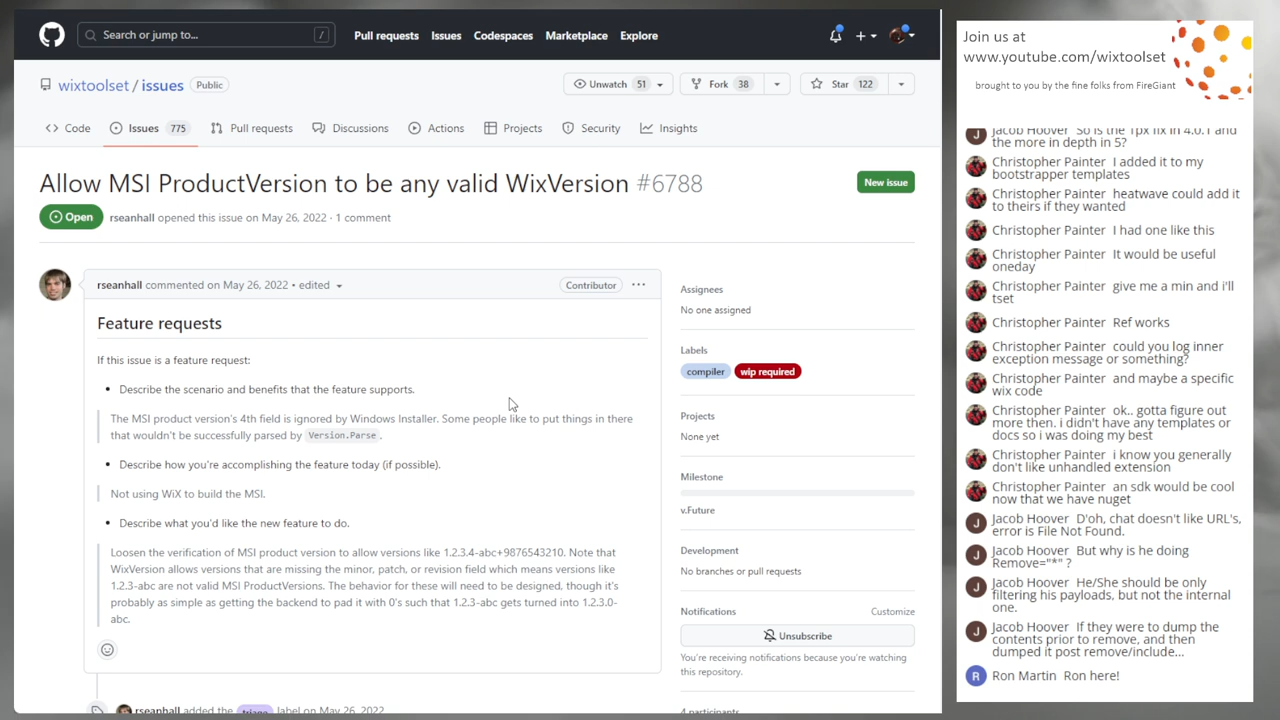 Search or jump to...
/
Pull requests
Issues
Codespaces
Marketplace
Explore
wixtoolset / issues
Public
Unwatch 51
Fork 38
Star 122
Code
Issues 775
Pull requests
Discussions
Actions
Projects
Security
Insights
Allow MSI ProductVersion to be any valid WixVersion #6788
New issue
Open
rseanhall opened this issue on May 26, 2022 · 1 comment
rseanhall commented on May 26, 2022 • edited
Contributor
Feature requests
If this issue is a feature request:
• Describe the scenario and benefits that the feature supports.
The MSI product version's 4th field is ignored by Windows Installer. Some people like to put things in there
that wouldn't be successfully parsed by Version.Parse.
• Describe how you're accomplishing the feature today (if possible).
Not using WiX to build the MSI.
• Describe what you'd like the new feature to do.
Loosen the verification of MSI product version to allow versions like 1.2.3.4-abc+9876543210. Note that
WixVersion allows versions that are missing the minor, patch, or revision field which means versions like
1.2.3-abc are not valid MSI ProductVersions. The behavior for these will need to be designed, though it's
probably as simple as getting the backend to pad it with 0's such that 1.2.3-abc gets turned into 1.2.3.0-
abc.
rseanhall added the triage label on May 26, 2022
Assignees
No one assigned
Labels
compiler
wip required
Projects
None yet
Milestone
v.Future
Development
No branches or pull requests
Notifications
Customize
Unsubscribe
You're receiving notifications because you're watching
this repository.
4 participants
Join us at
www.youtube.com/wixtoolset
brought to you by the fine folks from FireGiant
Jacob Hoover So is the 1px fix in 4.0.1 and
the more in depth in 5?
Christopher Painter I added it to my
bootstrapper templates
Christopher Painter heatwave could add it
to theirs if they wanted
Christopher Painter I had one like this
Christopher Painter It would be useful
oneday
Christopher Painter give me a min and i'll
tset
Christopher Painter Ref works
Christopher Painter could you log inner
exception message or something?
Christopher Painter and maybe a specific
wix code
Christopher Painter ok.. gotta figure out
more then. i didn't have any templates or
docs so i was doing my best
Christopher Painter i know you generally
don't like unhandled extension
Christopher Painter an sdk would be cool
now that we have nuget
Jacob Hoover D'oh, chat doesn't like URL's,
error is File Not Found.
Jacob Hoover But why is he doing
Remove="*" ?
Jacob Hoover He/She should be only
filtering his payloads, but not the internal
one.
Jacob Hoover If they were to dump the
contents prior to remove, and then
dumped it post remove/include...
Ron Martin Ron here!